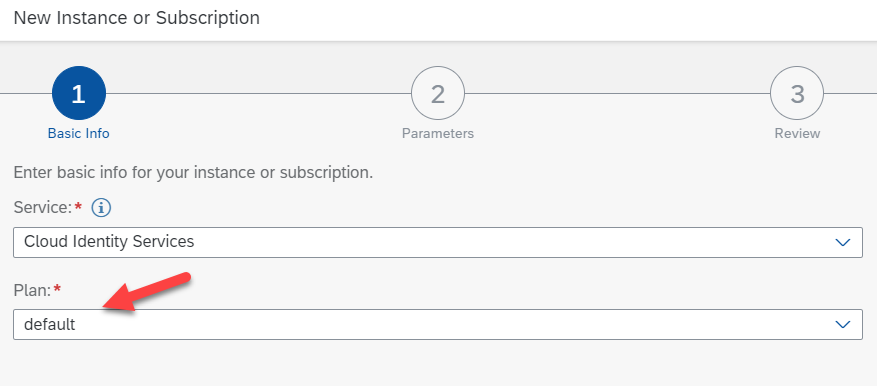 New Instance or Subscription
1
2
3
Basic Info
Parameters
Review
Enter basic info for your instance or subscription.
Service:* i
Cloud Identity Services
Plan:*
default